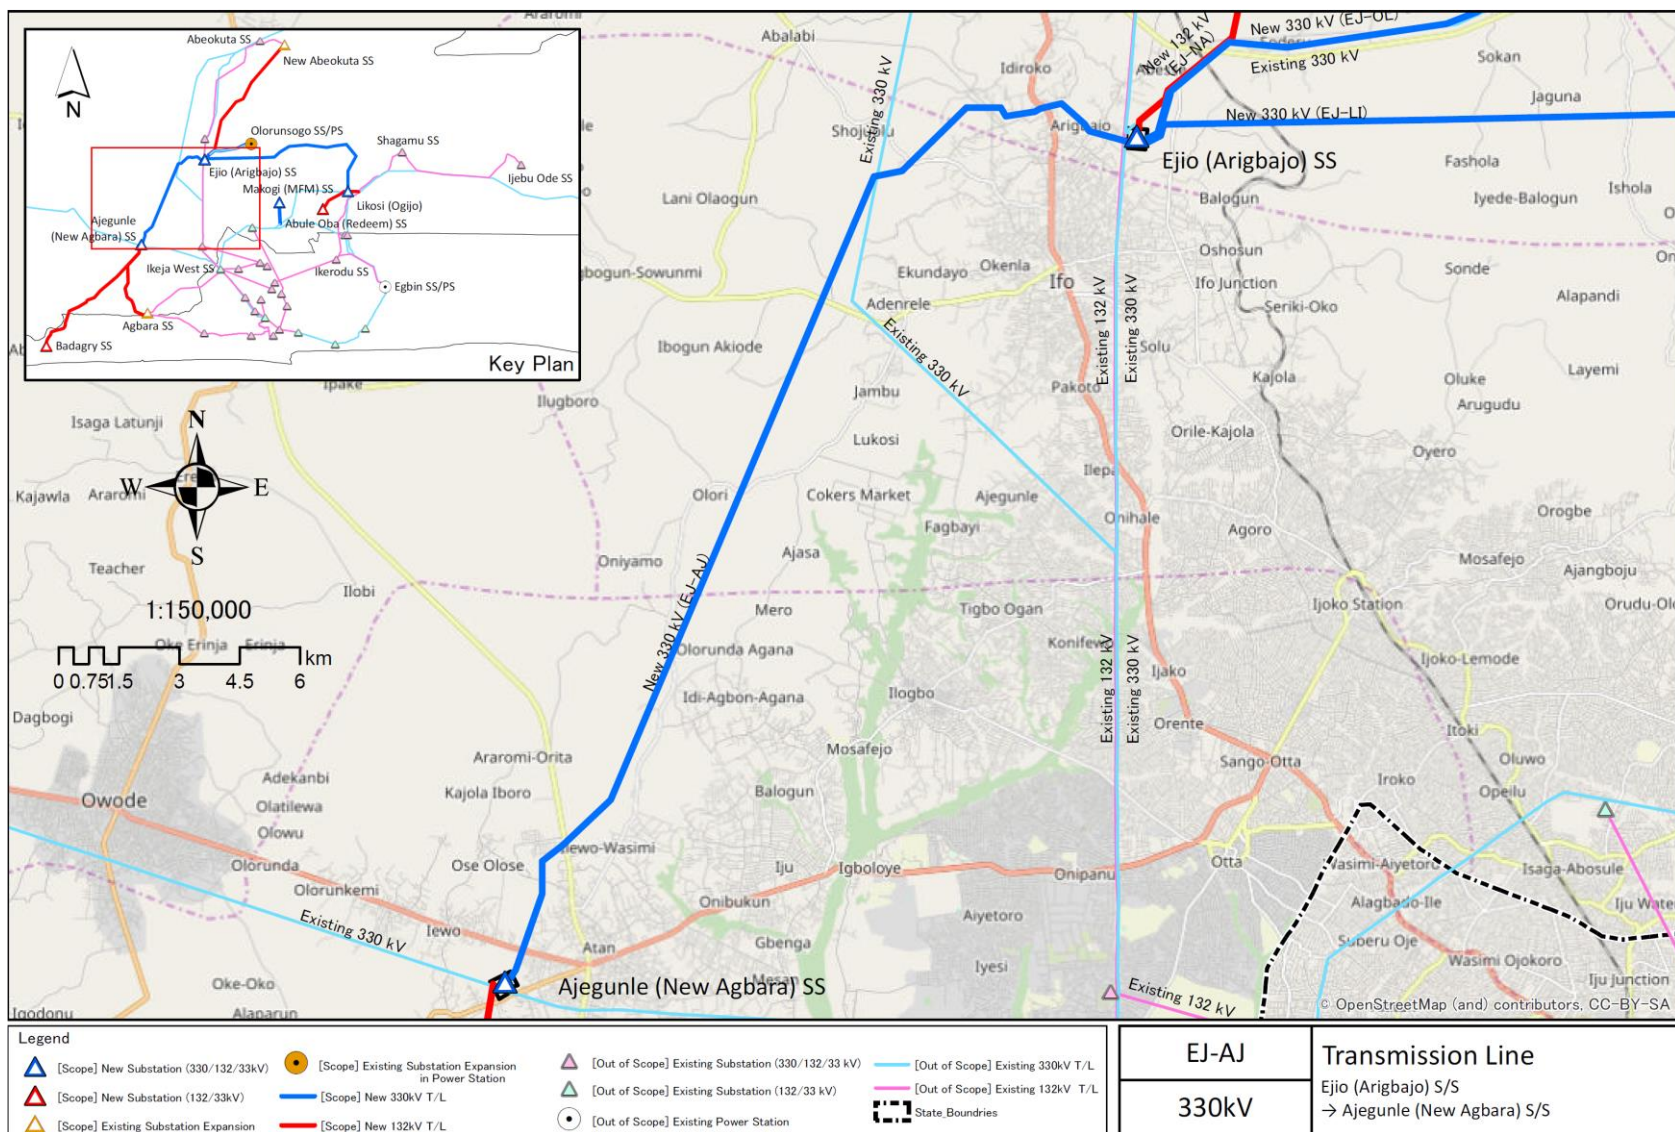 Araromi
Abalabi
Idiroko
Abese
New 132 kV
(EJ-NA)
New 330 kV (EJ-OL)
Existing 330 kV
Sokan
Jaguna
Existing 330 kV
Arigbajo
New 330 kV (EJ-LI)
Ejio (Arigbajo) SS
Fashola
Ishola
Iyede-Balogun
Lani Olaogun
Balogun
Oshosun
Ekundayo
Okenla
Ifo
Ifo Junction
Sonde
Seriki-Oko
Alapandi
Adenrele
Ibogun Akiode
Existing 330 kV
Existing 132 kV
Existing 330 kV
Solu
Pakoto
Kajola
Oluke
Layemi
Arugudu
Ipake
Ilugboro
Jambu
Lukosi
Orile-Kajola
Oyero
Isaga Latunji
Ilepa
Kajawla
Araromi
Olori
Cokers Market
Ajegunle
Fagbayi
Onihale
Agoro
Orogbe
Mosafejo
Ajangboju
Ajasa
Oniyamo
Teacher
Ilobi
Mero
Tigbo Ogan
Ijoko Station
New 330 kV (EJ-AJ)
Oke Erinja
Erinja
Olorunda Agana
Ijako
Ijoko-Lemode
Existing 132 kV
Existing 330 kV
Idi-Agbon-Agana
Ilogbo
Dagbogi
Orente
Itoki
Mosafejo
Araromi-Orita
Sango-Otta
Oluwo
Iroko
Opeilu
Adekanbi
Kajola Iboro
Balogun
Owode
Olatilewa
Olowu
Olorunda
Ose Olose
Iju
Igboloye
Onipanu
Otta
Wasimi-Aiyetoro
Isaga-Abosule
Olorunkemi
Onibukun
Aiyetoro
Alagbado-Ile
Existing 330 kV
Iewo
Atan
Gbenga
Iyesi
Superu Oje
Wasimi Ojokoro
Iju Junction
Oke-Oko
Ajegunle (New Agbara) SS
Mesan
Existing 132 kV
Alaparun
Igodonu
© OpenStreetMap (and) contributors, CC-BY-SA
N
Abeokuta SS
New Abeokuta SS
Olorunsogo SS/PS
Shagamu SS
Ejio (Arigbajo) SS
Ijebu Ode SS
Makogi (MFM) SS
Likosi (Ogijo)
Ajegunle
(New Agbara) SS
Abule Oba (Redeem) SS
Ikeja West SS
Ikerodu SS
Egbin SS/PS
Agbara SS
Badagry SS
Key Plan
N
W
E
S
1:150,000
km
0 0.751.5 3 4.5 6
Legend
[Scope] New Substation (330/132/33kV)
[Scope] New Substation (132/33kV)
[Scope] Existing Substation Expansion
[Scope] Existing Substation Expansion
in Power Station
[Scope] New 330kV T/L
[Scope] New 132kV T/L
[Out of Scope] Existing Substation (330/132/33 kV)
[Out of Scope] Existing Substation (132/33 kV)
[Out of Scope] Existing Power Station
[Out of Scope] Existing 330kV T/L
[Out of Scope] Existing 132kV T/L
State_Boundries
EJ-AJ
330kV
Transmission Line
Ejio (Arigbajo) S/S
→ Ajegunle (New Agbara) S/S